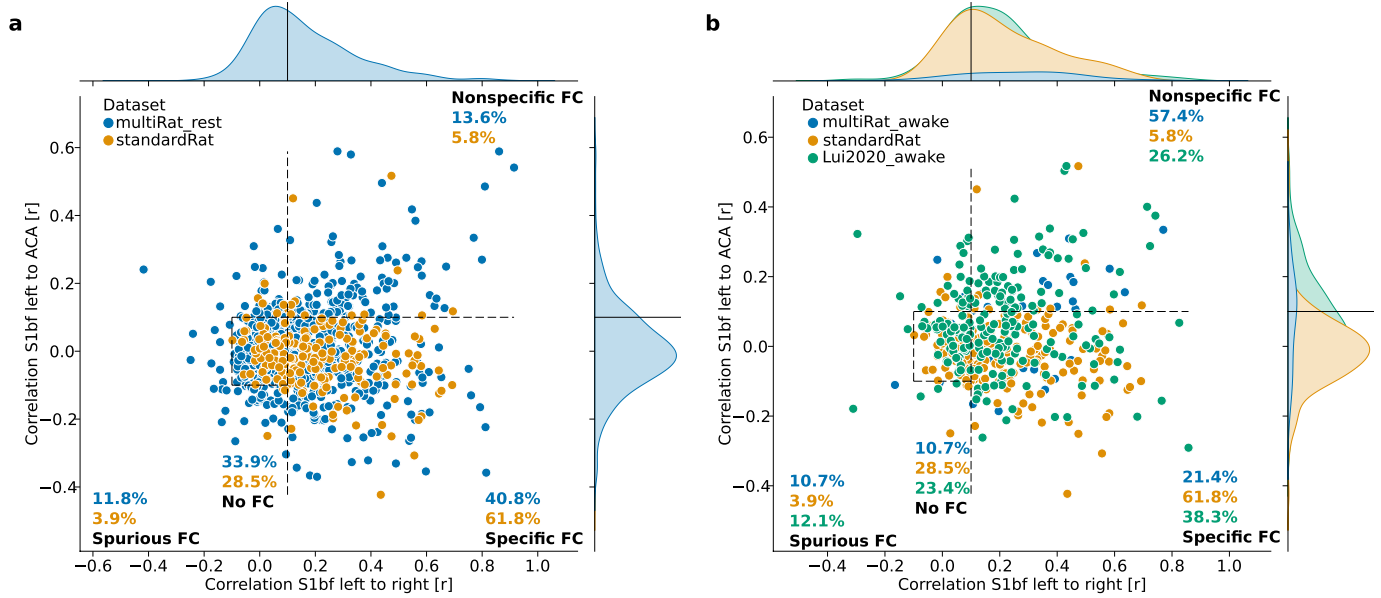 a
Dataset
multiRat_rest
standardRat
Nonspecific FC
13.6%
5.8%
0.6
0.4
0.2
0.0
−0.2
−0.4
Correlation S1bf left to ACA [r]
33.9%
28.5%
No FC
11.8%
3.9%
Spurious FC
40.8%
61.8%
Specific FC
−0.6 −0.4 −0.2 0.0 0.2 0.4 0.6 0.8 1.0
Correlation S1bf left to right [r]
b
Dataset
multiRat_awake
standardRat
Lui2020_awake
Nonspecific FC
57.4%
5.8%
26.2%
0.6
0.4
0.2
0.0
−0.2
−0.4
Correlation S1bf left to ACA [r]
10.7%
28.5%
23.4%
No FC
10.7%
3.9%
12.1%
Spurious FC
21.4%
61.8%
38.3%
Specific FC
−0.4 −0.2 0.0 0.2 0.4 0.6 0.8 1.0
Correlation S1bf left to right [r]